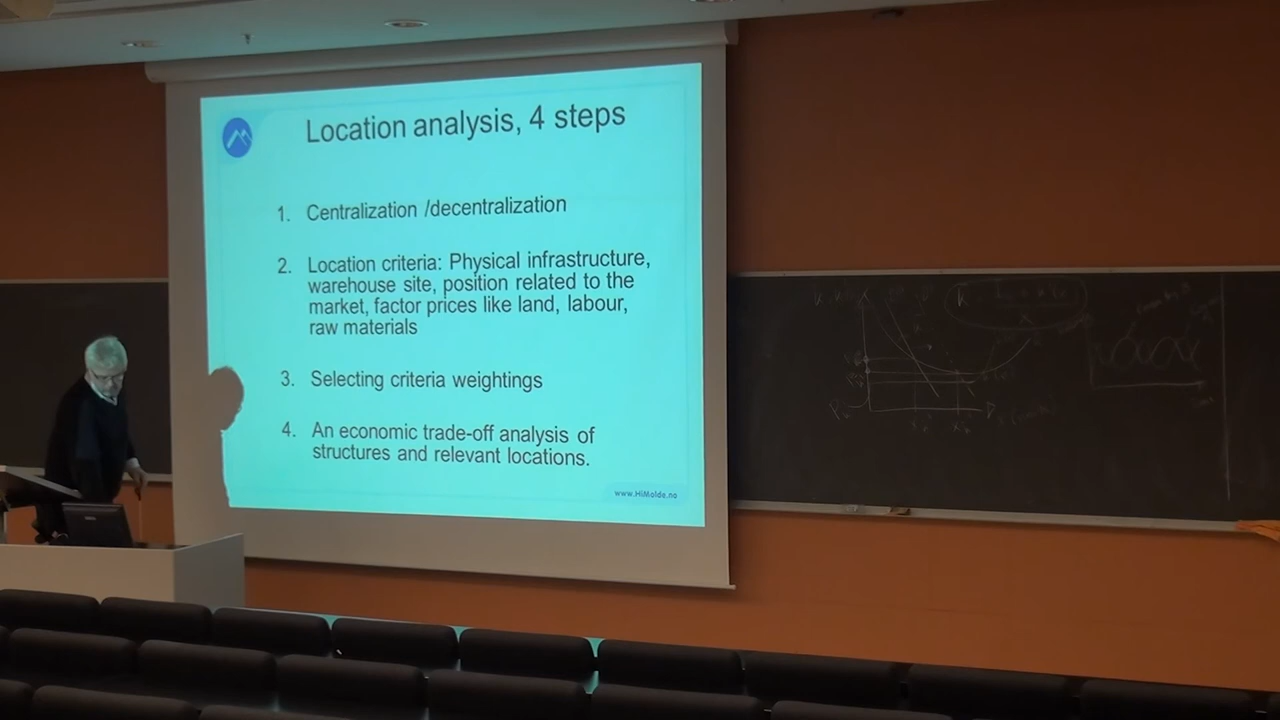 Location analysis, 4 steps
1. Centralization /decentralization
2. Location criteria: Physical infrastructure,
warehouse site, position related to the
market, factor prices like land, labour,
raw materials
3. Selecting criteria weightings
4. An economic trade-off analysis of
structures and relevant locations.
www.HiMolde.no